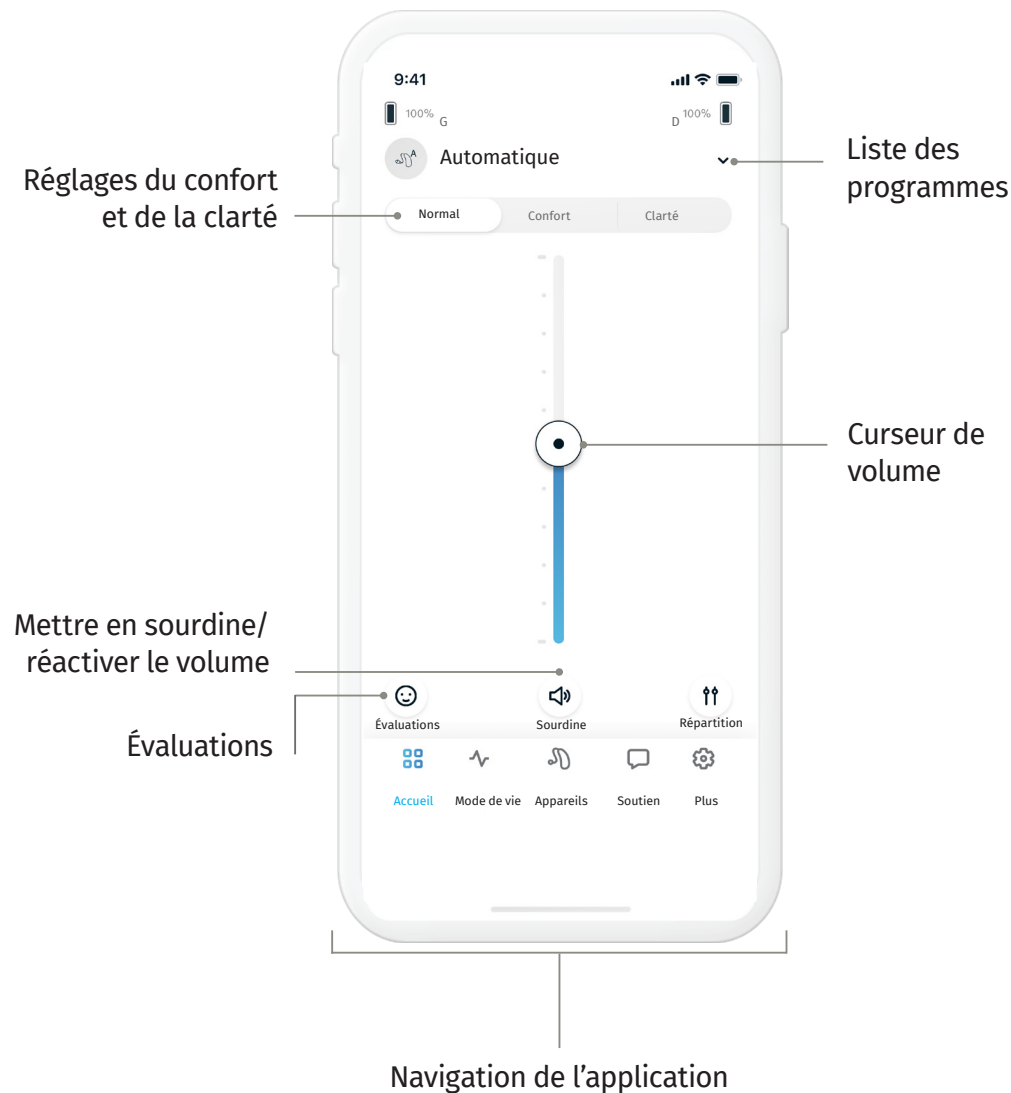 9:41
100% G
D 100%
Automatique
Liste des
programmes
Réglages du confort
et de la clarté
Normal
Confort
Clarté
Curseur de
volume
Mettre en sourdine/
réactiver le volume
Évaluations
Sourdine
Répartition
Évaluations
Accueil
Mode de vie
Appareils
Soutien
Plus
Navigation de l’application